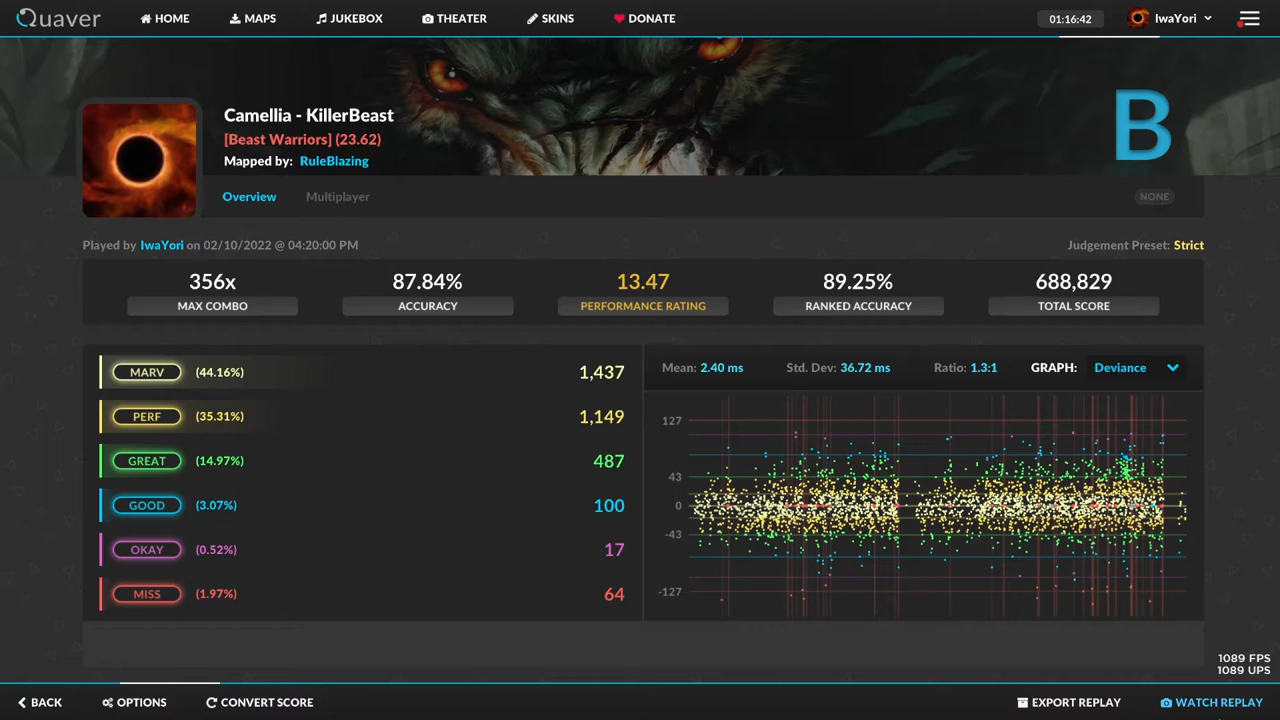 Quaver HOME MAPS JUKEBOX THEATER SKINS DONATE 01:16:42 IwaYori
Camellia - KillerBeast
[Beast Warriors] (23.62)
Mapped by: RuleBlazing
B
Overview Multiplayer NONE
Played by IwaYori on 02/10/2022 @ 04:20:00 PM Judgement Preset: Strict
356x 87.84% 13.47 89.25% 688,829
MAX COMBO ACCURACY PERFORMANCE RATING RANKED ACCURACY TOTAL SCORE
MARV (44.16%) 1,437
PERF (35.31%) 1,149
GREAT (14.97%) 487
GOOD (3.07%) 100
OKAY (0.52%) 17
MISS (1.97%) 64
Mean: 2.40 ms Std. Dev: 36.72 ms Ratio: 1.3:1 GRAPH: Deviance
127
43
0
-43
-127
1089 FPS
1089 UPS
BACK OPTIONS CONVERT SCORE EXPORT REPLAY WATCH REPLAY